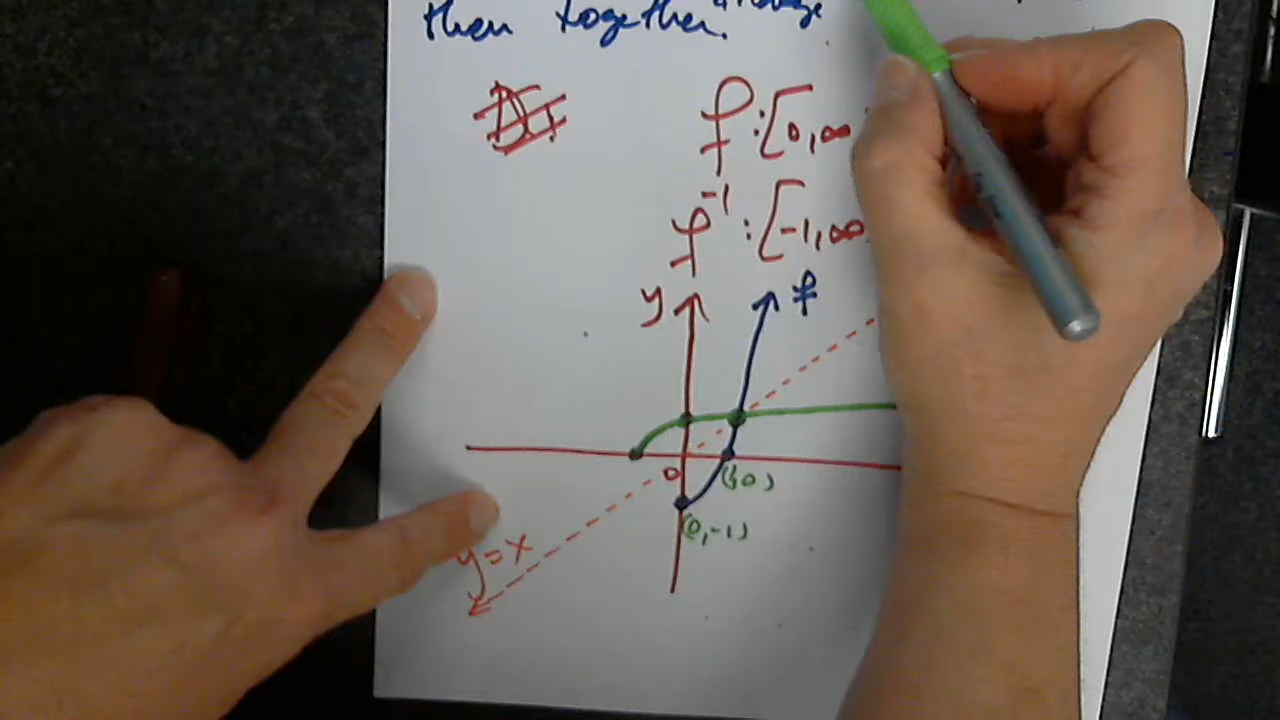 then together.
f:[0,∞
f⁻¹:[-1,∞
y f
0 (1,0)
(0,-1)
y=x